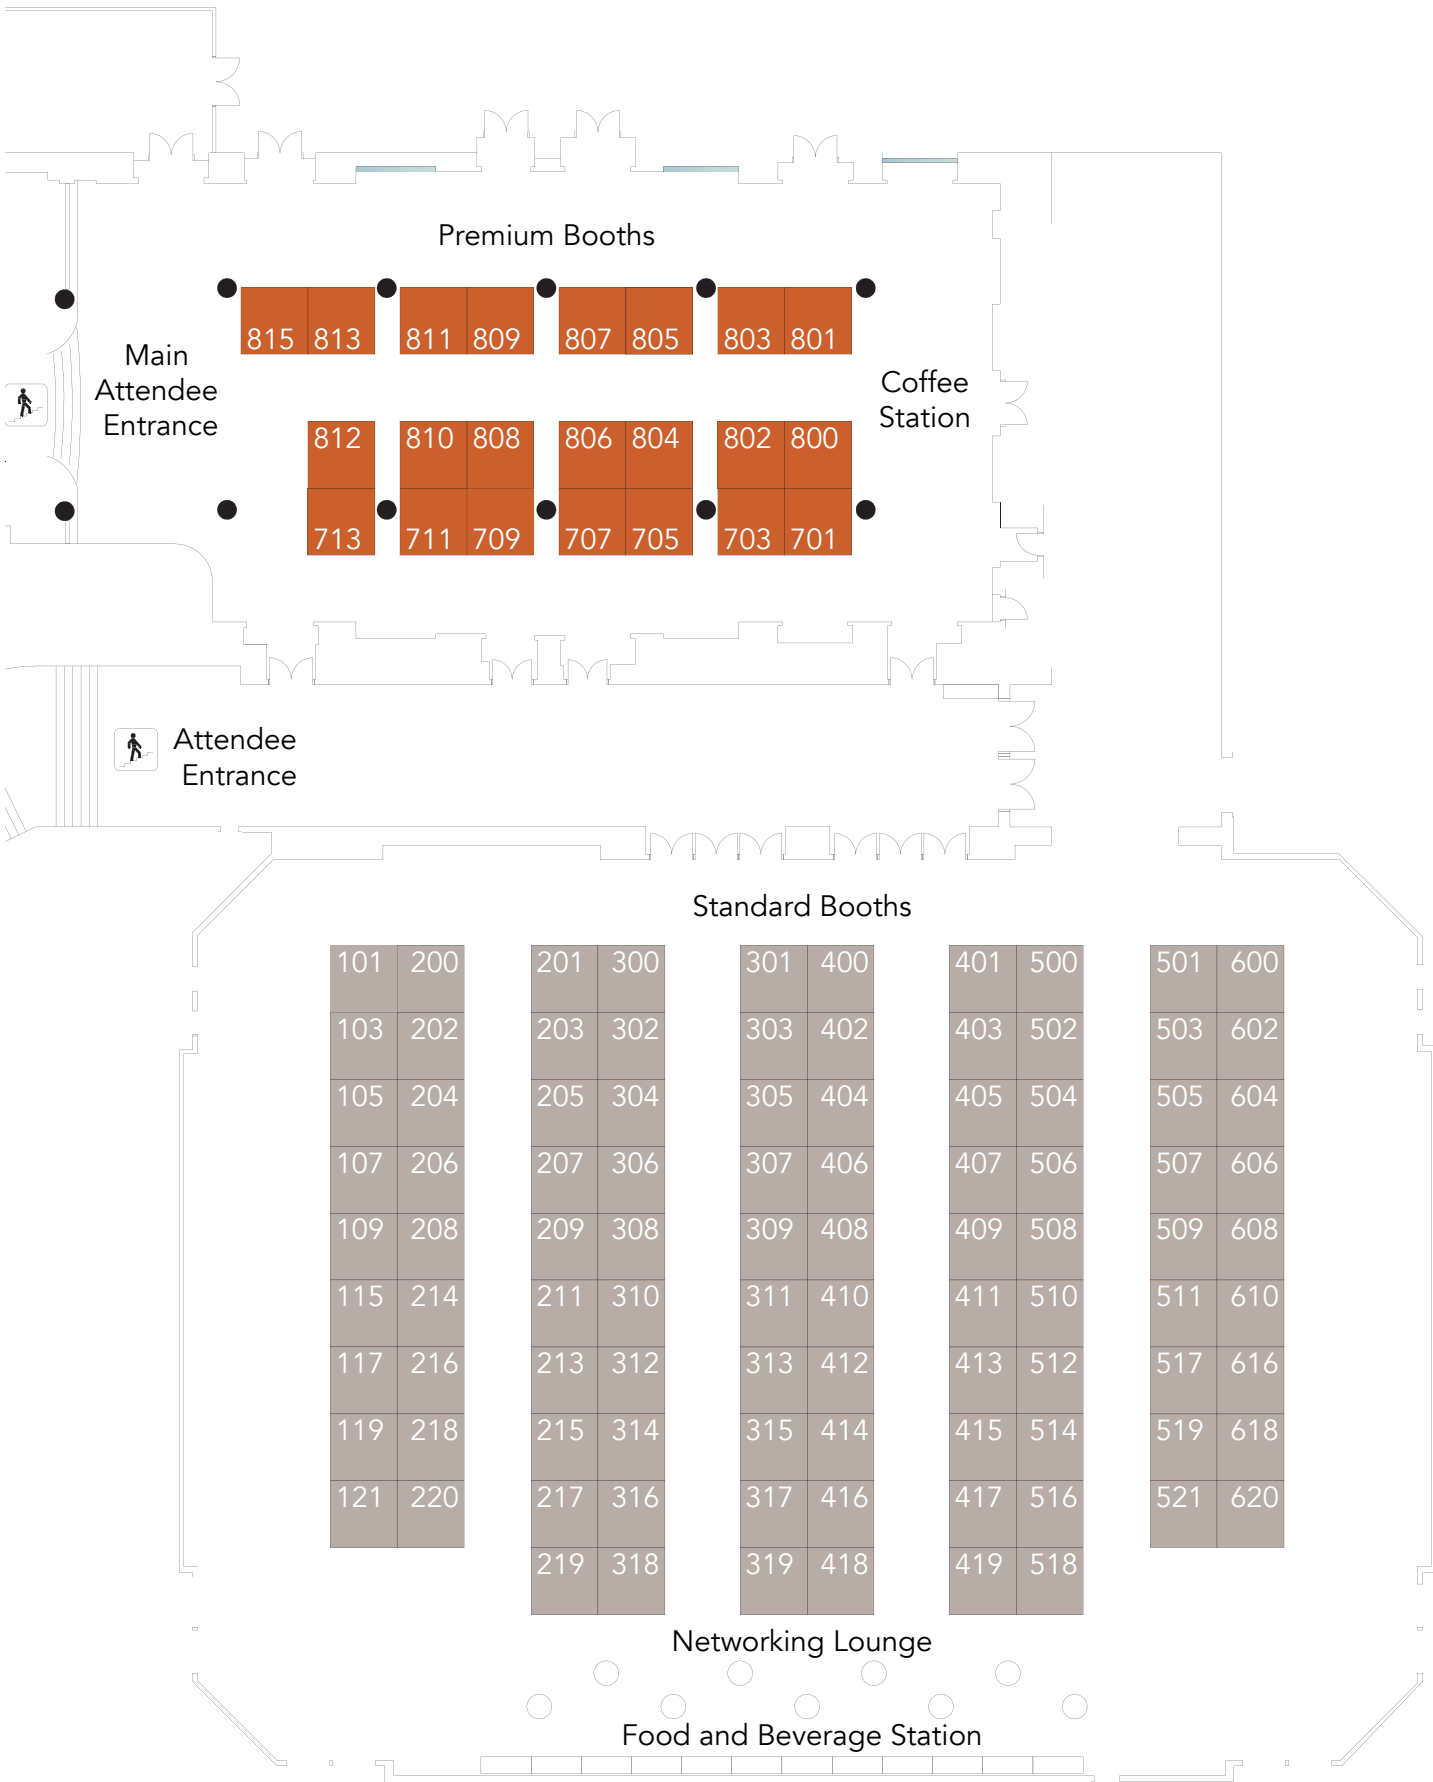 Premium Booths
815 813 811 809 807 805 803 801
Main
Attendee
Entrance
Coffee
Station
812 810 808 806 804 802 800
713 711 709 707 705 703 701
Attendee
Entrance
Standard Booths
101 200 201 300 301 400 401 500 501 600
103 202 203 302 303 402 403 502 503 602
105 204 205 304 305 404 405 504 505 604
107 206 207 306 307 406 407 506 507 606
109 208 209 308 309 408 409 508 509 608
115 214 211 310 311 410 411 510 511 610
117 216 213 312 313 412 413 512 517 616
119 218 215 314 315 414 415 514 519 618
121 220 217 316 317 416 417 516 521 620
219 318 319 418 419 518
Networking Lounge
Food and Beverage Station